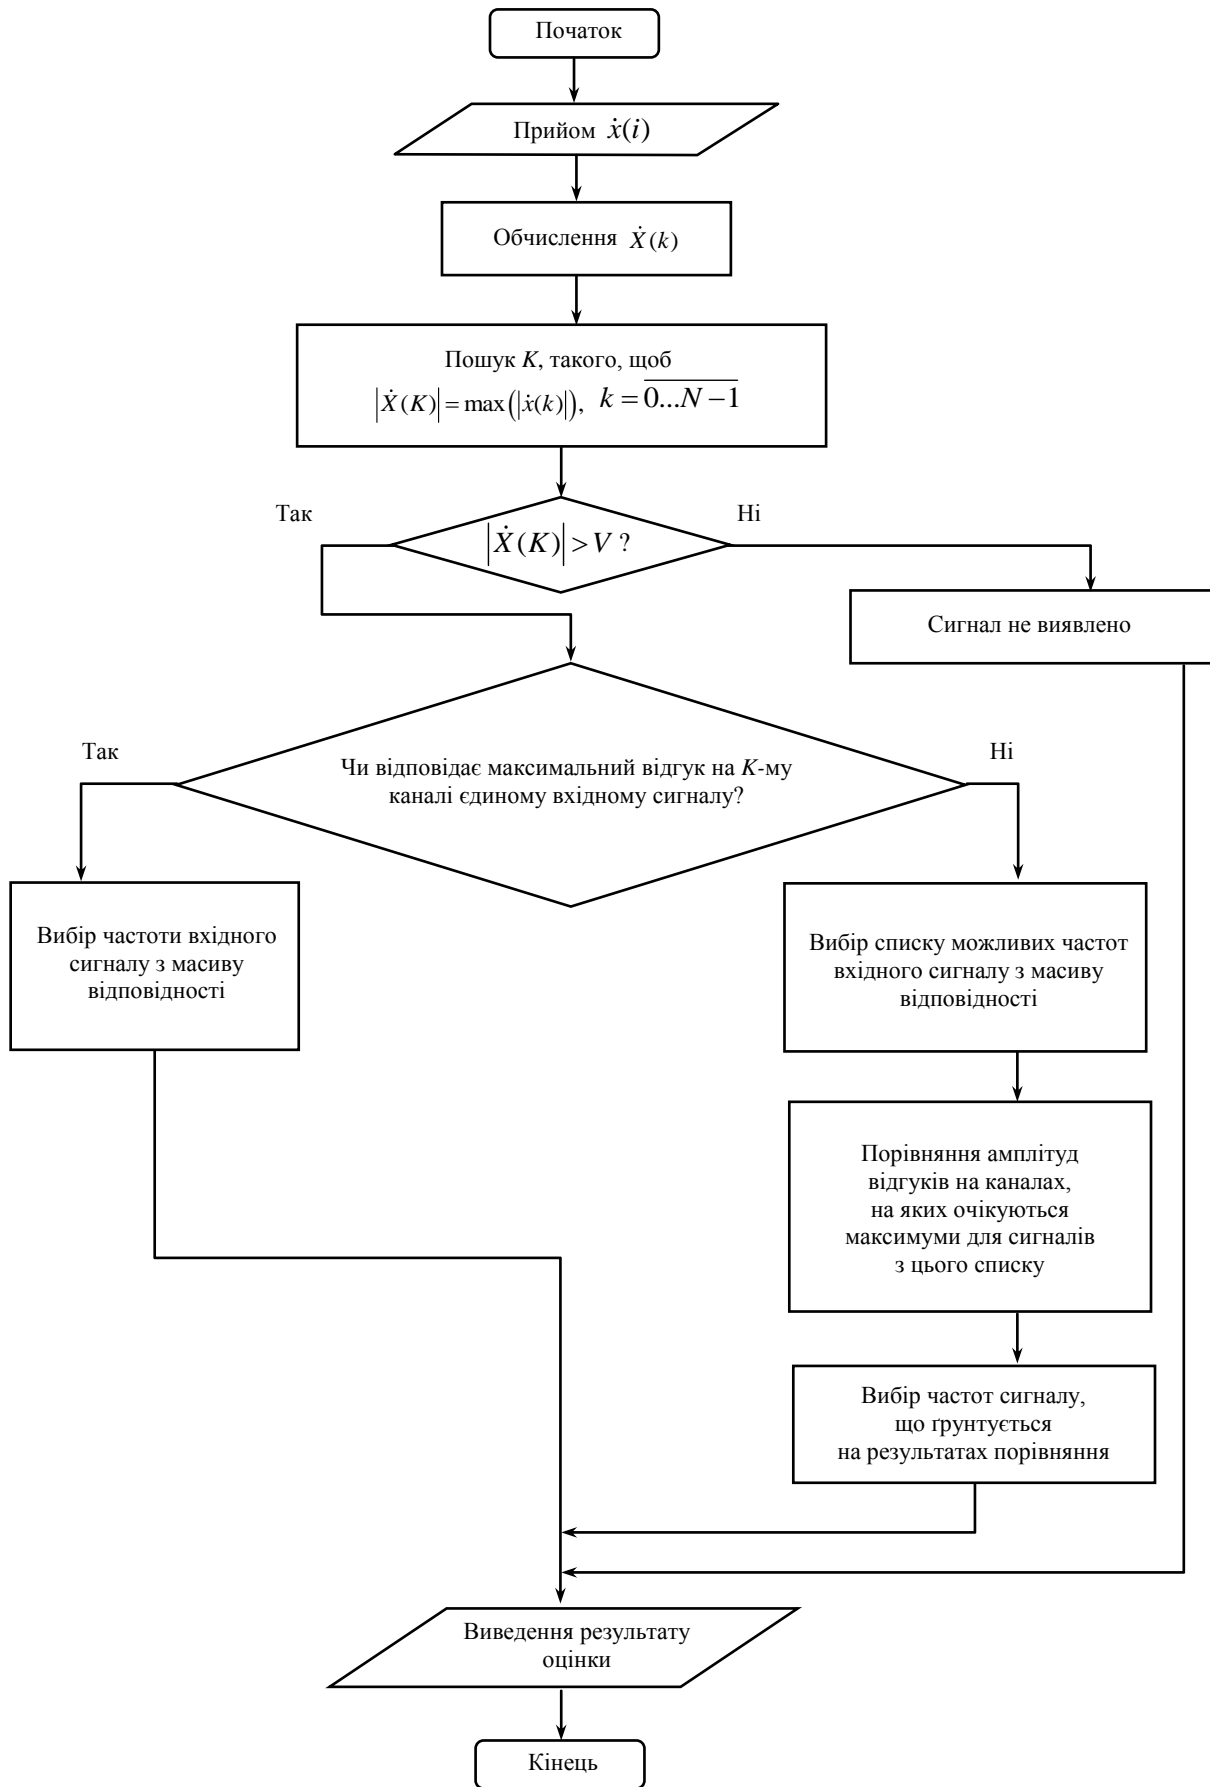 Початок
Прийом ẋ(i)
Обчислення Ẋ(k)
Пошук K, такого, щоб
|Ẋ(K)| = max(|ẋ(k)|), k = \overline{0...N−1}
Так
Ні
|Ẋ(K)| > V ?
Сигнал не виявлено
Так
Ні
Чи відповідає максимальний відгук на K-му
каналі єдиному вхідному сигналу?
Вибір частоти вхідного
сигналу з масиву
відповідності
Вибір списку можливих частот
вхідного сигналу з масиву
відповідності
Порівняння амплітуд
відгуків на каналах,
на яких очікуються
максимуми для сигналів
з цього списку
Вибір частот сигналу,
що ґрунтується
на результатах порівняння
Виведення результату
оцінки
Кінець